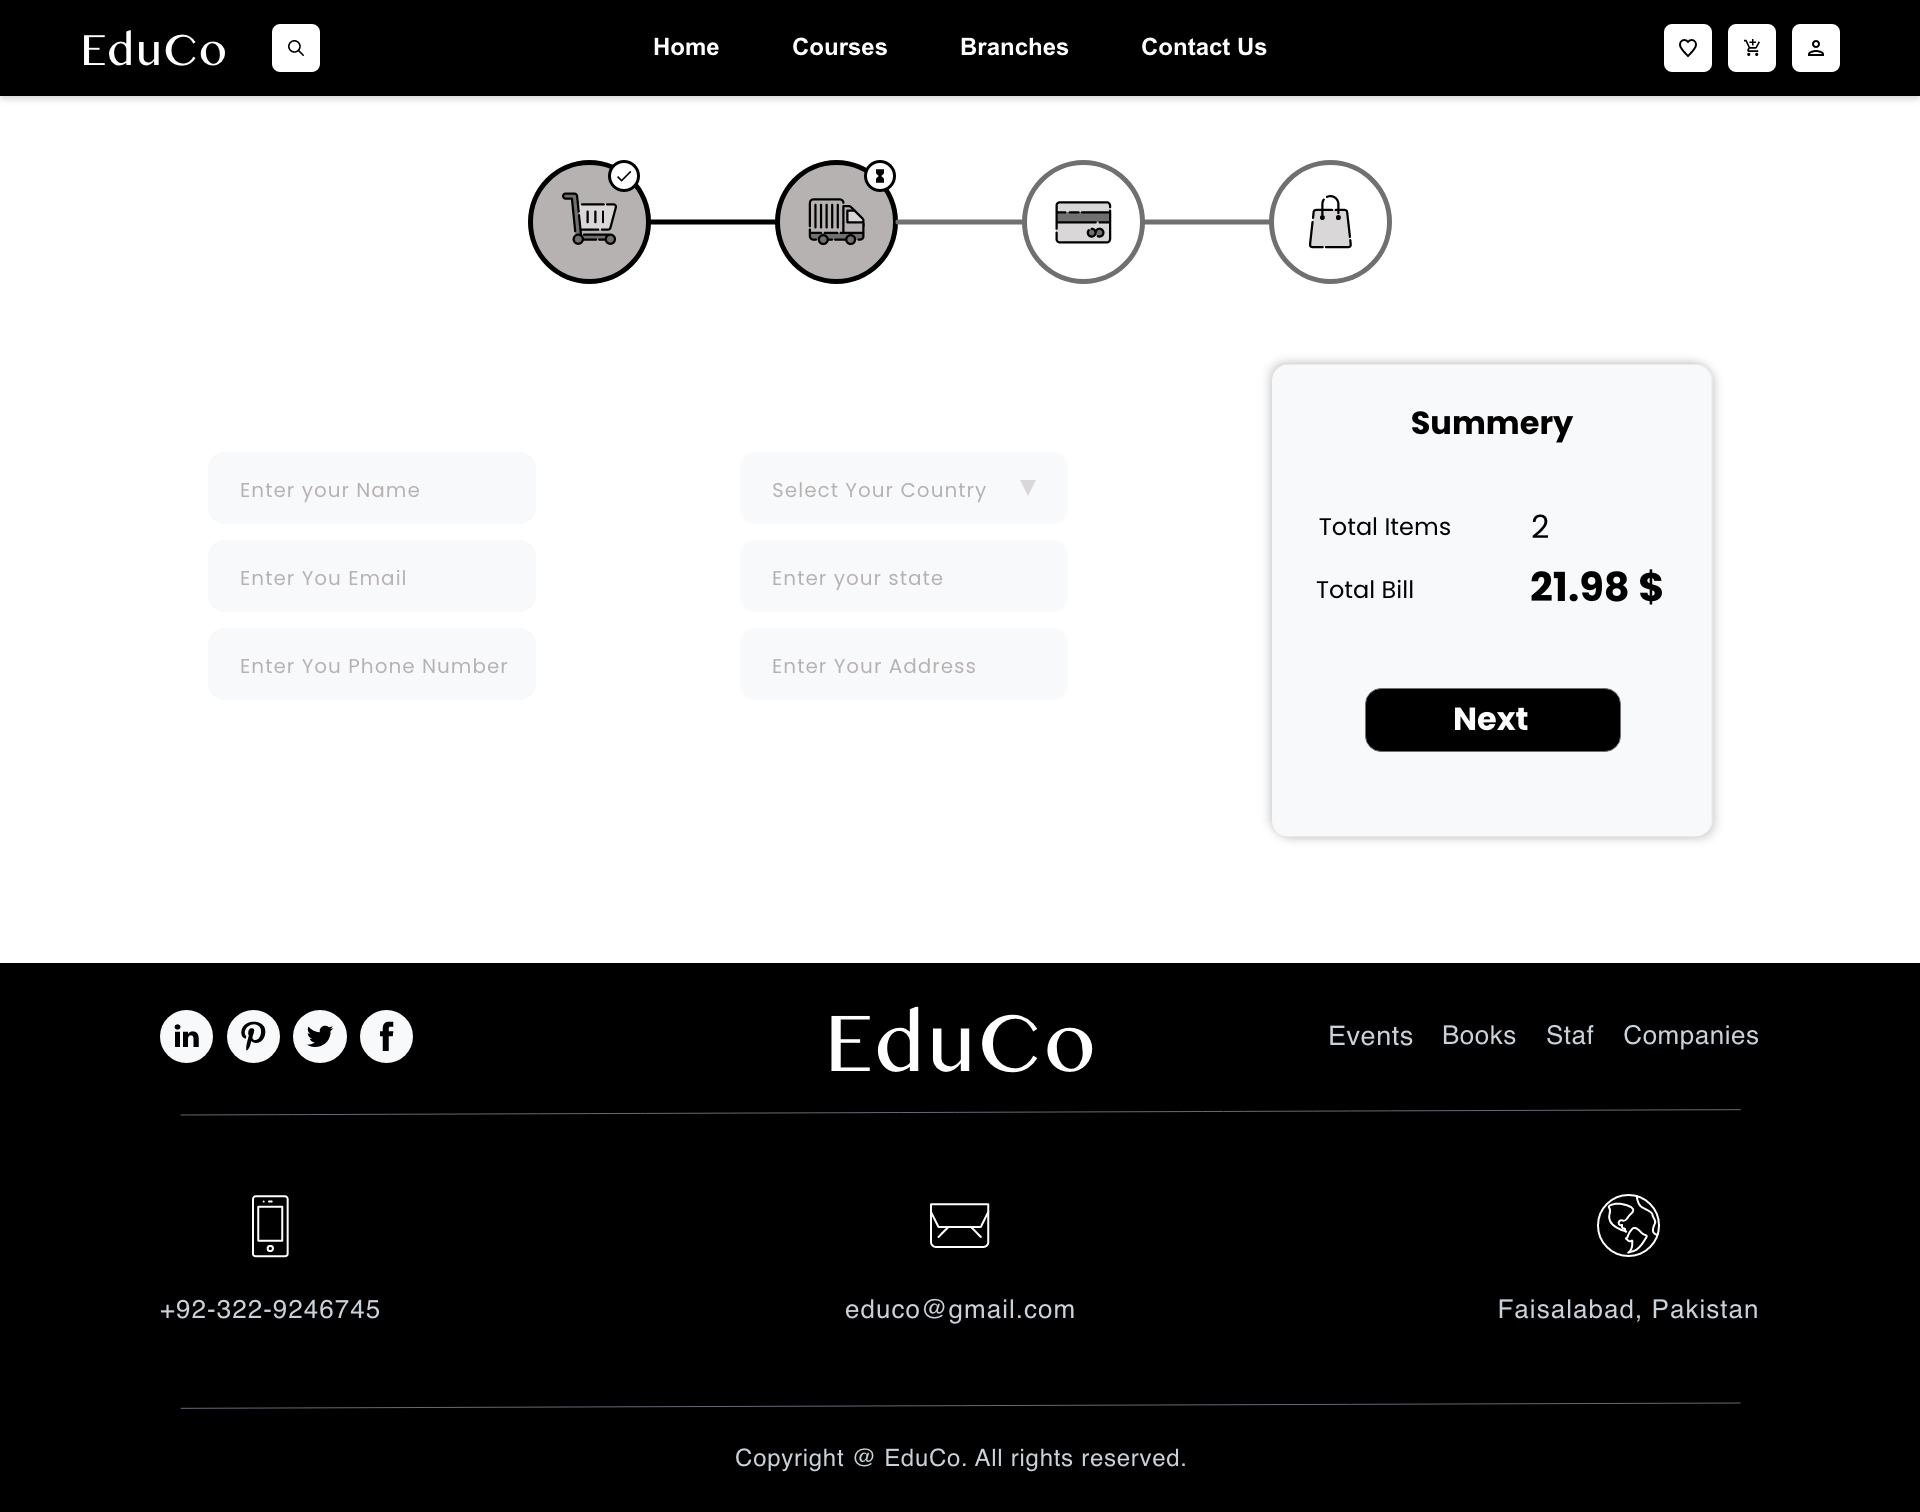 EduCo
Home Courses Branches Contact Us
Summery
Enter your Name
Select Your Country
Total Items 2
Enter You Email
Enter your state
Total Bill 21.98 $
Enter You Phone Number
Enter Your Address
Next
in
EduCo
Events Books Staf Companies
+92-322-9246745
educo@gmail.com
Faisalabad, Pakistan
Copyright @ EduCo. All rights reserved.